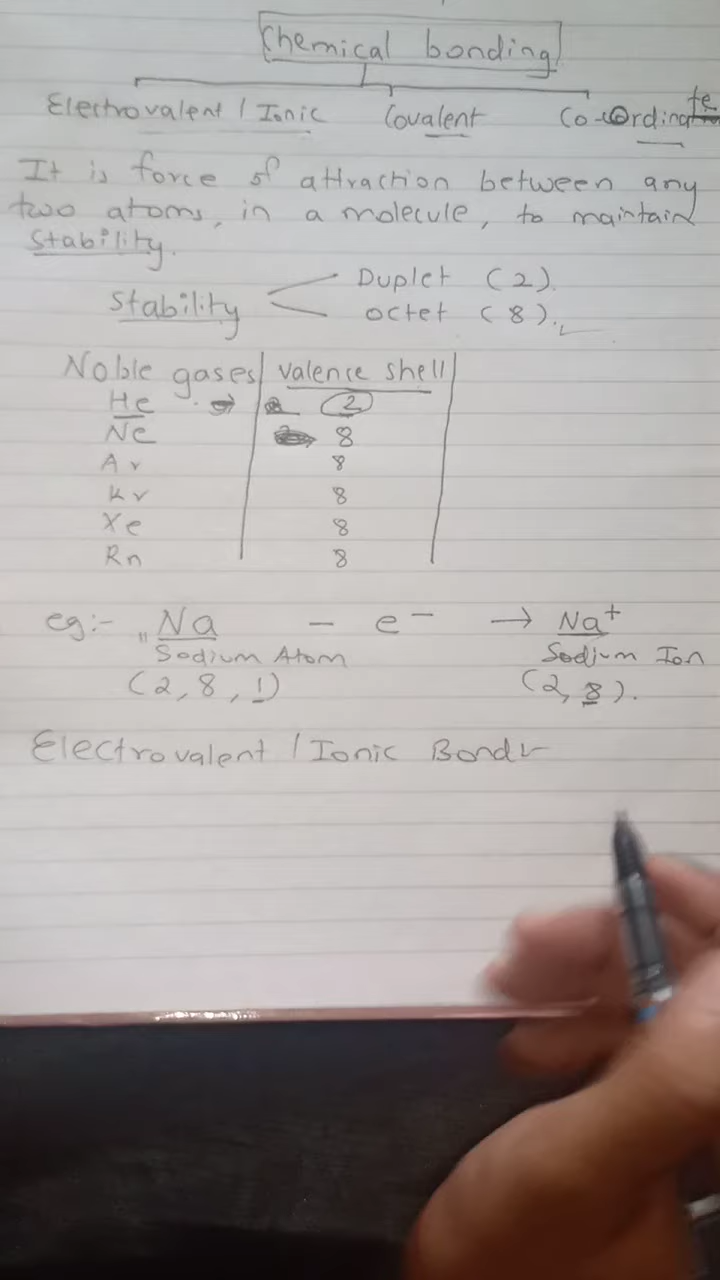 Chemical bonding
Electrovalent / Ionic Covalent Co-Ordinate
It is force of attraction between any
two atoms, in a molecule, to maintain
stability.
Stability Duplet (2).
octet (8).
Noble gases valence shell
He → 2
Ne 8
Ar 8
Kr 8
Xe 8
Rn 8
eg:- Na - e⁻ → Na⁺
Sodium Atom Sodium Ion
(2, 8, 1) (2, 8).
Electrovalent / Ionic Bond